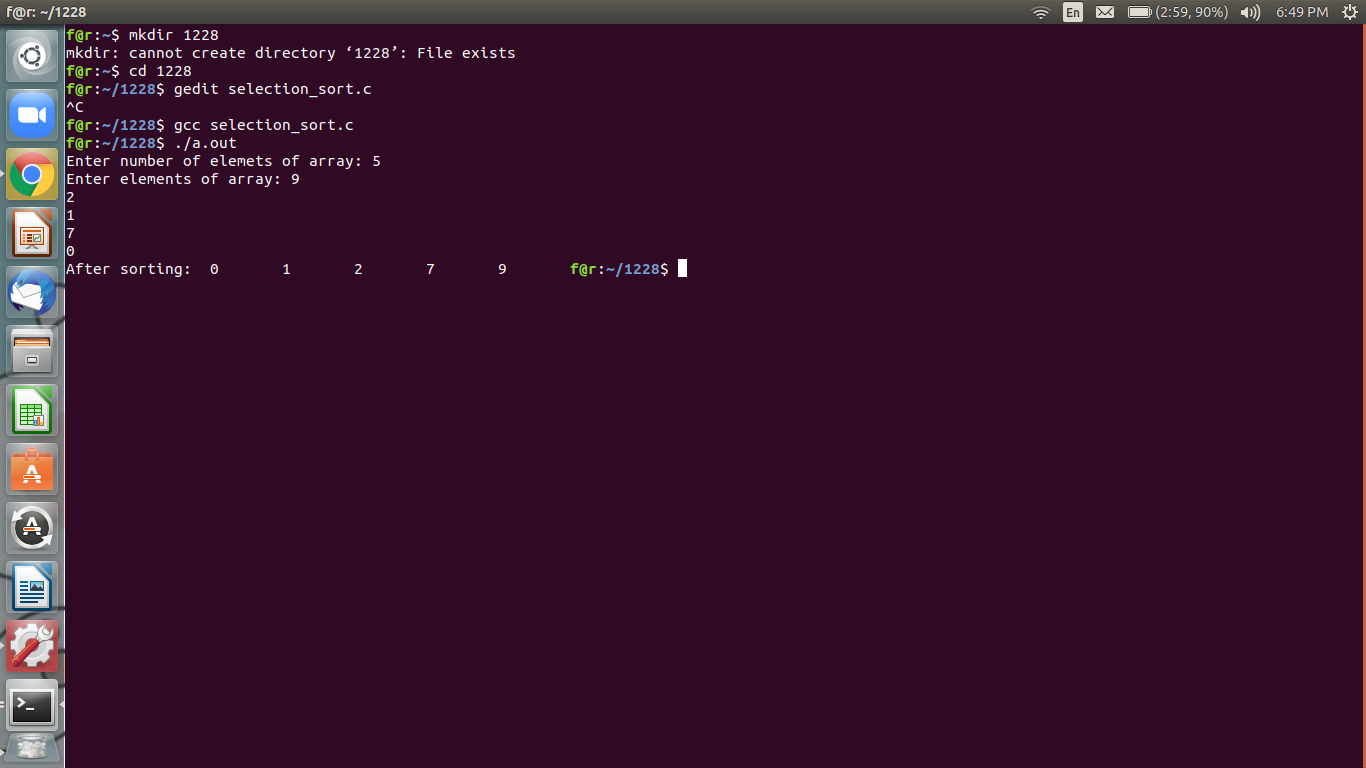 f@r: ~/1228
En
(2:59, 90%)
6:49 PM
f@r:~$ mkdir 1228
mkdir: cannot create directory ‘1228’: File exists
f@r:~$ cd 1228
f@r:~/1228$ gedit selection_sort.c
^C
f@r:~/1228$ gcc selection_sort.c
f@r:~/1228$ ./a.out
Enter number of elemets of array: 5
Enter elements of array: 9
2
1
7
0
After sorting:  0       1       2       7       9       f@r:~/1228$